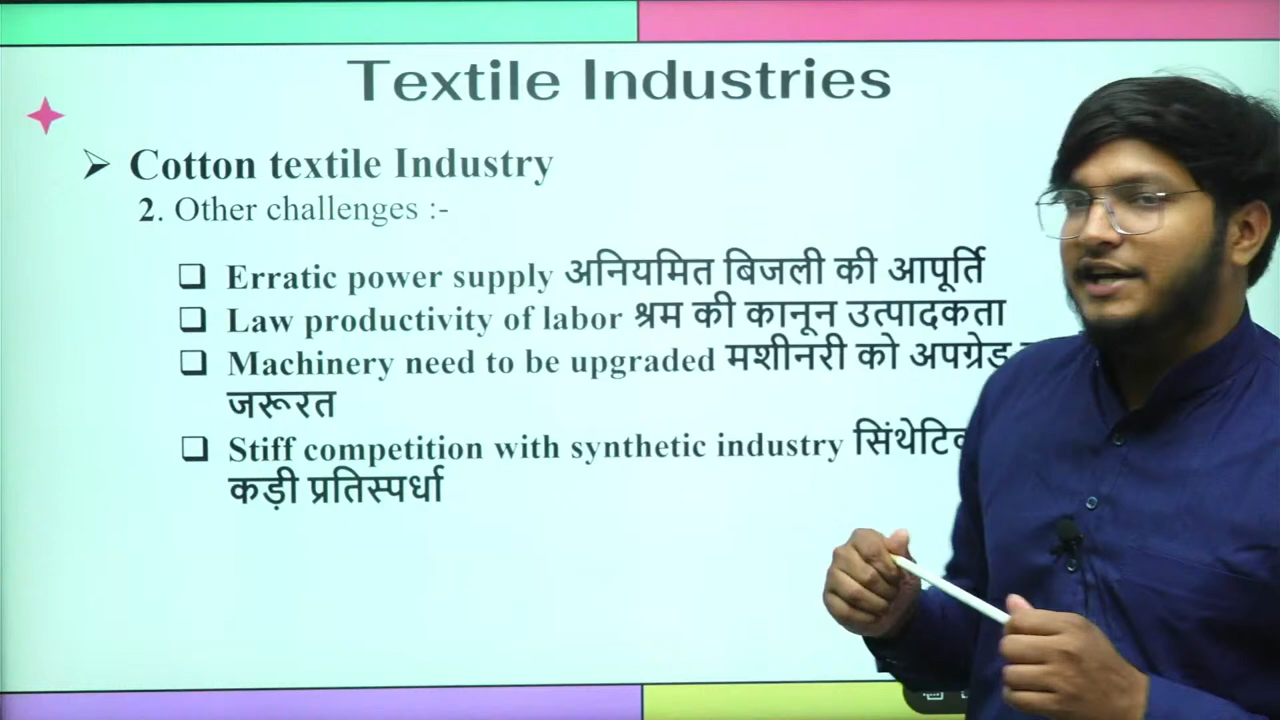 Textile Industries
➢ Cotton textile Industry
2. Other challenges :-
❑ Erratic power supply अनियमित बिजली की आपूर्ति
❑ Law productivity of labor श्रम की कानून उत्पादकता
❑ Machinery need to be upgraded मशीनरी को अपग्रेड
जरूरत
❑ Stiff competition with synthetic industry
कड़ी प्रतिस्पर्धा